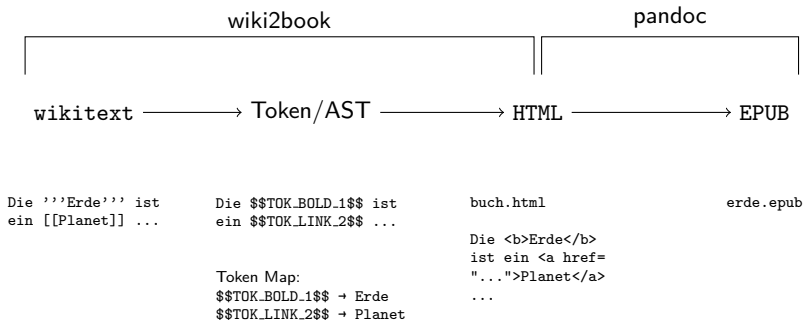 wiki2book
pandoc
wikitext
Token/AST
HTML
EPUB
Die ’’’Erde’’’ ist
ein [[Planet]] ...
Die $$TOK_BOLD_1$$ ist
ein $$TOK_LINK_2$$ ...
Token Map:
$$TOK_BOLD_1$$ → Erde
$$TOK_LINK_2$$ → Planet
buch.html
Die <b>Erde</b>
ist ein <a href=
"...">Planet</a>
...
erde.epub